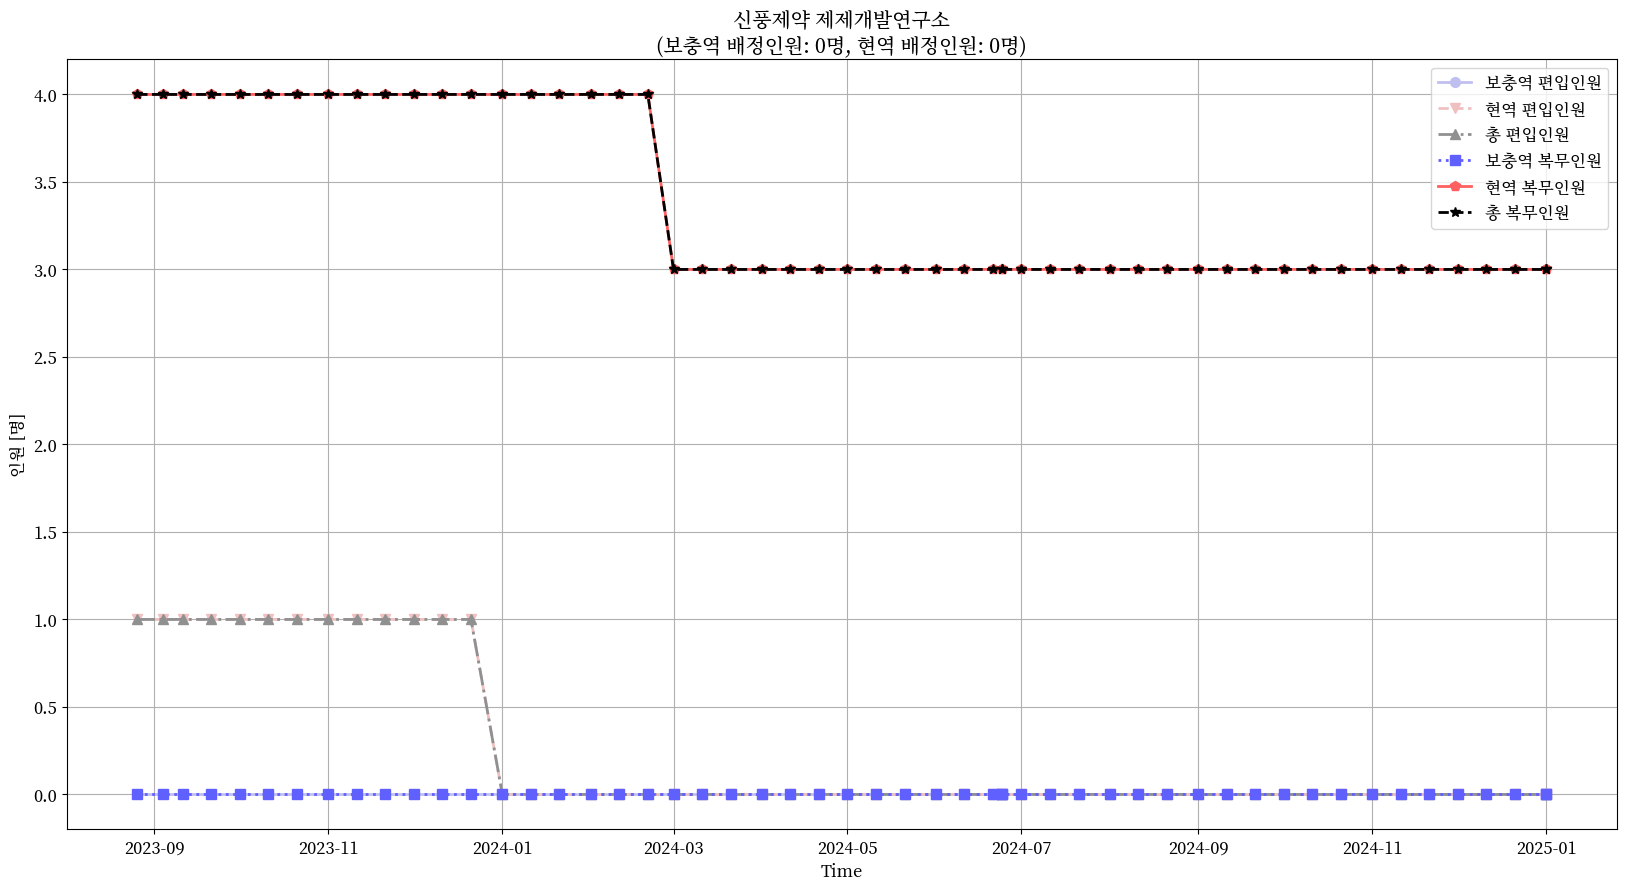 신풍제약 제제개발연구소
(보충역 배정인원: 0명, 현역 배정인원: 0명)
보충역 편입인원
현역 편입인원
총 편입인원
보충역 복무인원
현역 복무인원
총 복무인원
4.0
3.5
3.0
2.5
2.0
1.5
1.0
0.5
0.0
인원 [명]
2023-09
2023-11
2024-01
2024-03
2024-05
2024-07
2024-09
2024-11
2025-01
Time